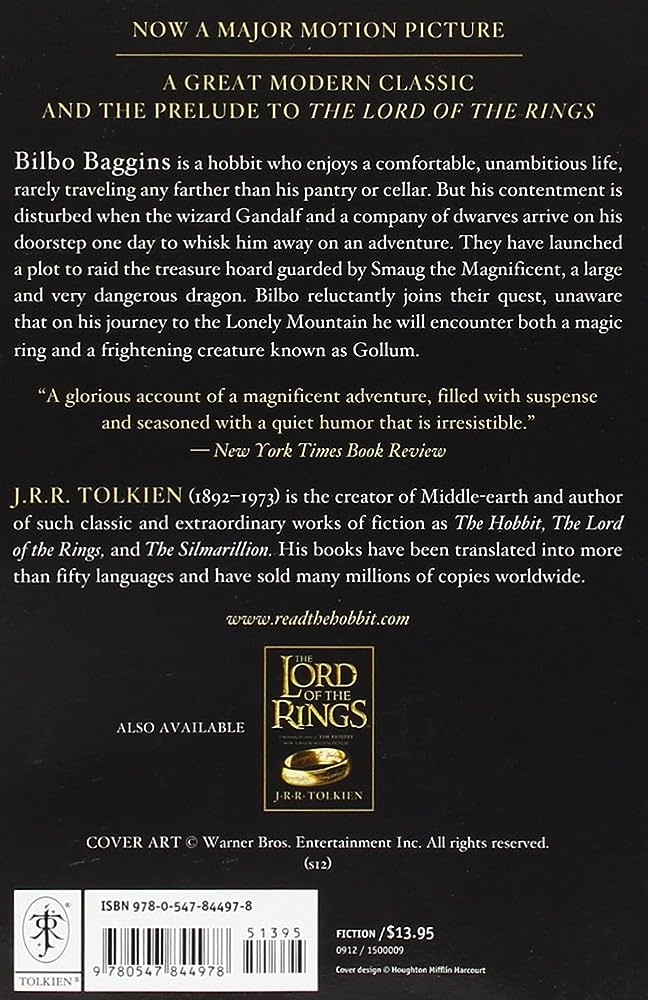 NOW A MAJOR MOTION PICTURE
A GREAT MODERN CLASSIC
AND THE PRELUDE TO THE LORD OF THE RINGS
Bilbo Baggins is a hobbit who enjoys a comfortable, unambitious life,
rarely traveling any farther than his pantry or cellar. But his contentment is
disturbed when the wizard Gandalf and a company of dwarves arrive on his
doorstep one day to whisk him away on an adventure. They have launched
a plot to raid the treasure hoard guarded by Smaug the Magnificent, a large
and very dangerous dragon. Bilbo reluctantly joins their quest, unaware
that on his journey to the Lonely Mountain he will encounter both a magic
ring and a frightening creature known as Gollum.
“A glorious account of a magnificent adventure, filled with suspense
and seasoned with a quiet humor that is irresistible.”
— New York Times Book Review
J.R.R. TOLKIEN (1892–1973) is the creator of Middle-earth and author
of such classic and extraordinary works of fiction as The Hobbit, The Lord
of the Rings, and The Silmarillion. His books have been translated into more
than fifty languages and have sold many millions of copies worldwide.
www.readthehobbit.com
THE
LORD
OF THE
RINGS
J·R·R·TOLKIEN
ALSO AVAILABLE
COVER ART © Warner Bros. Entertainment Inc. All rights reserved.
(s12)
ISBN 978-0-547-84497-8
51395
9 780547 844978
TOLKIEN®
FICTION / $13.95
0912 / 1500009
Cover design © Houghton Mifflin Harcourt